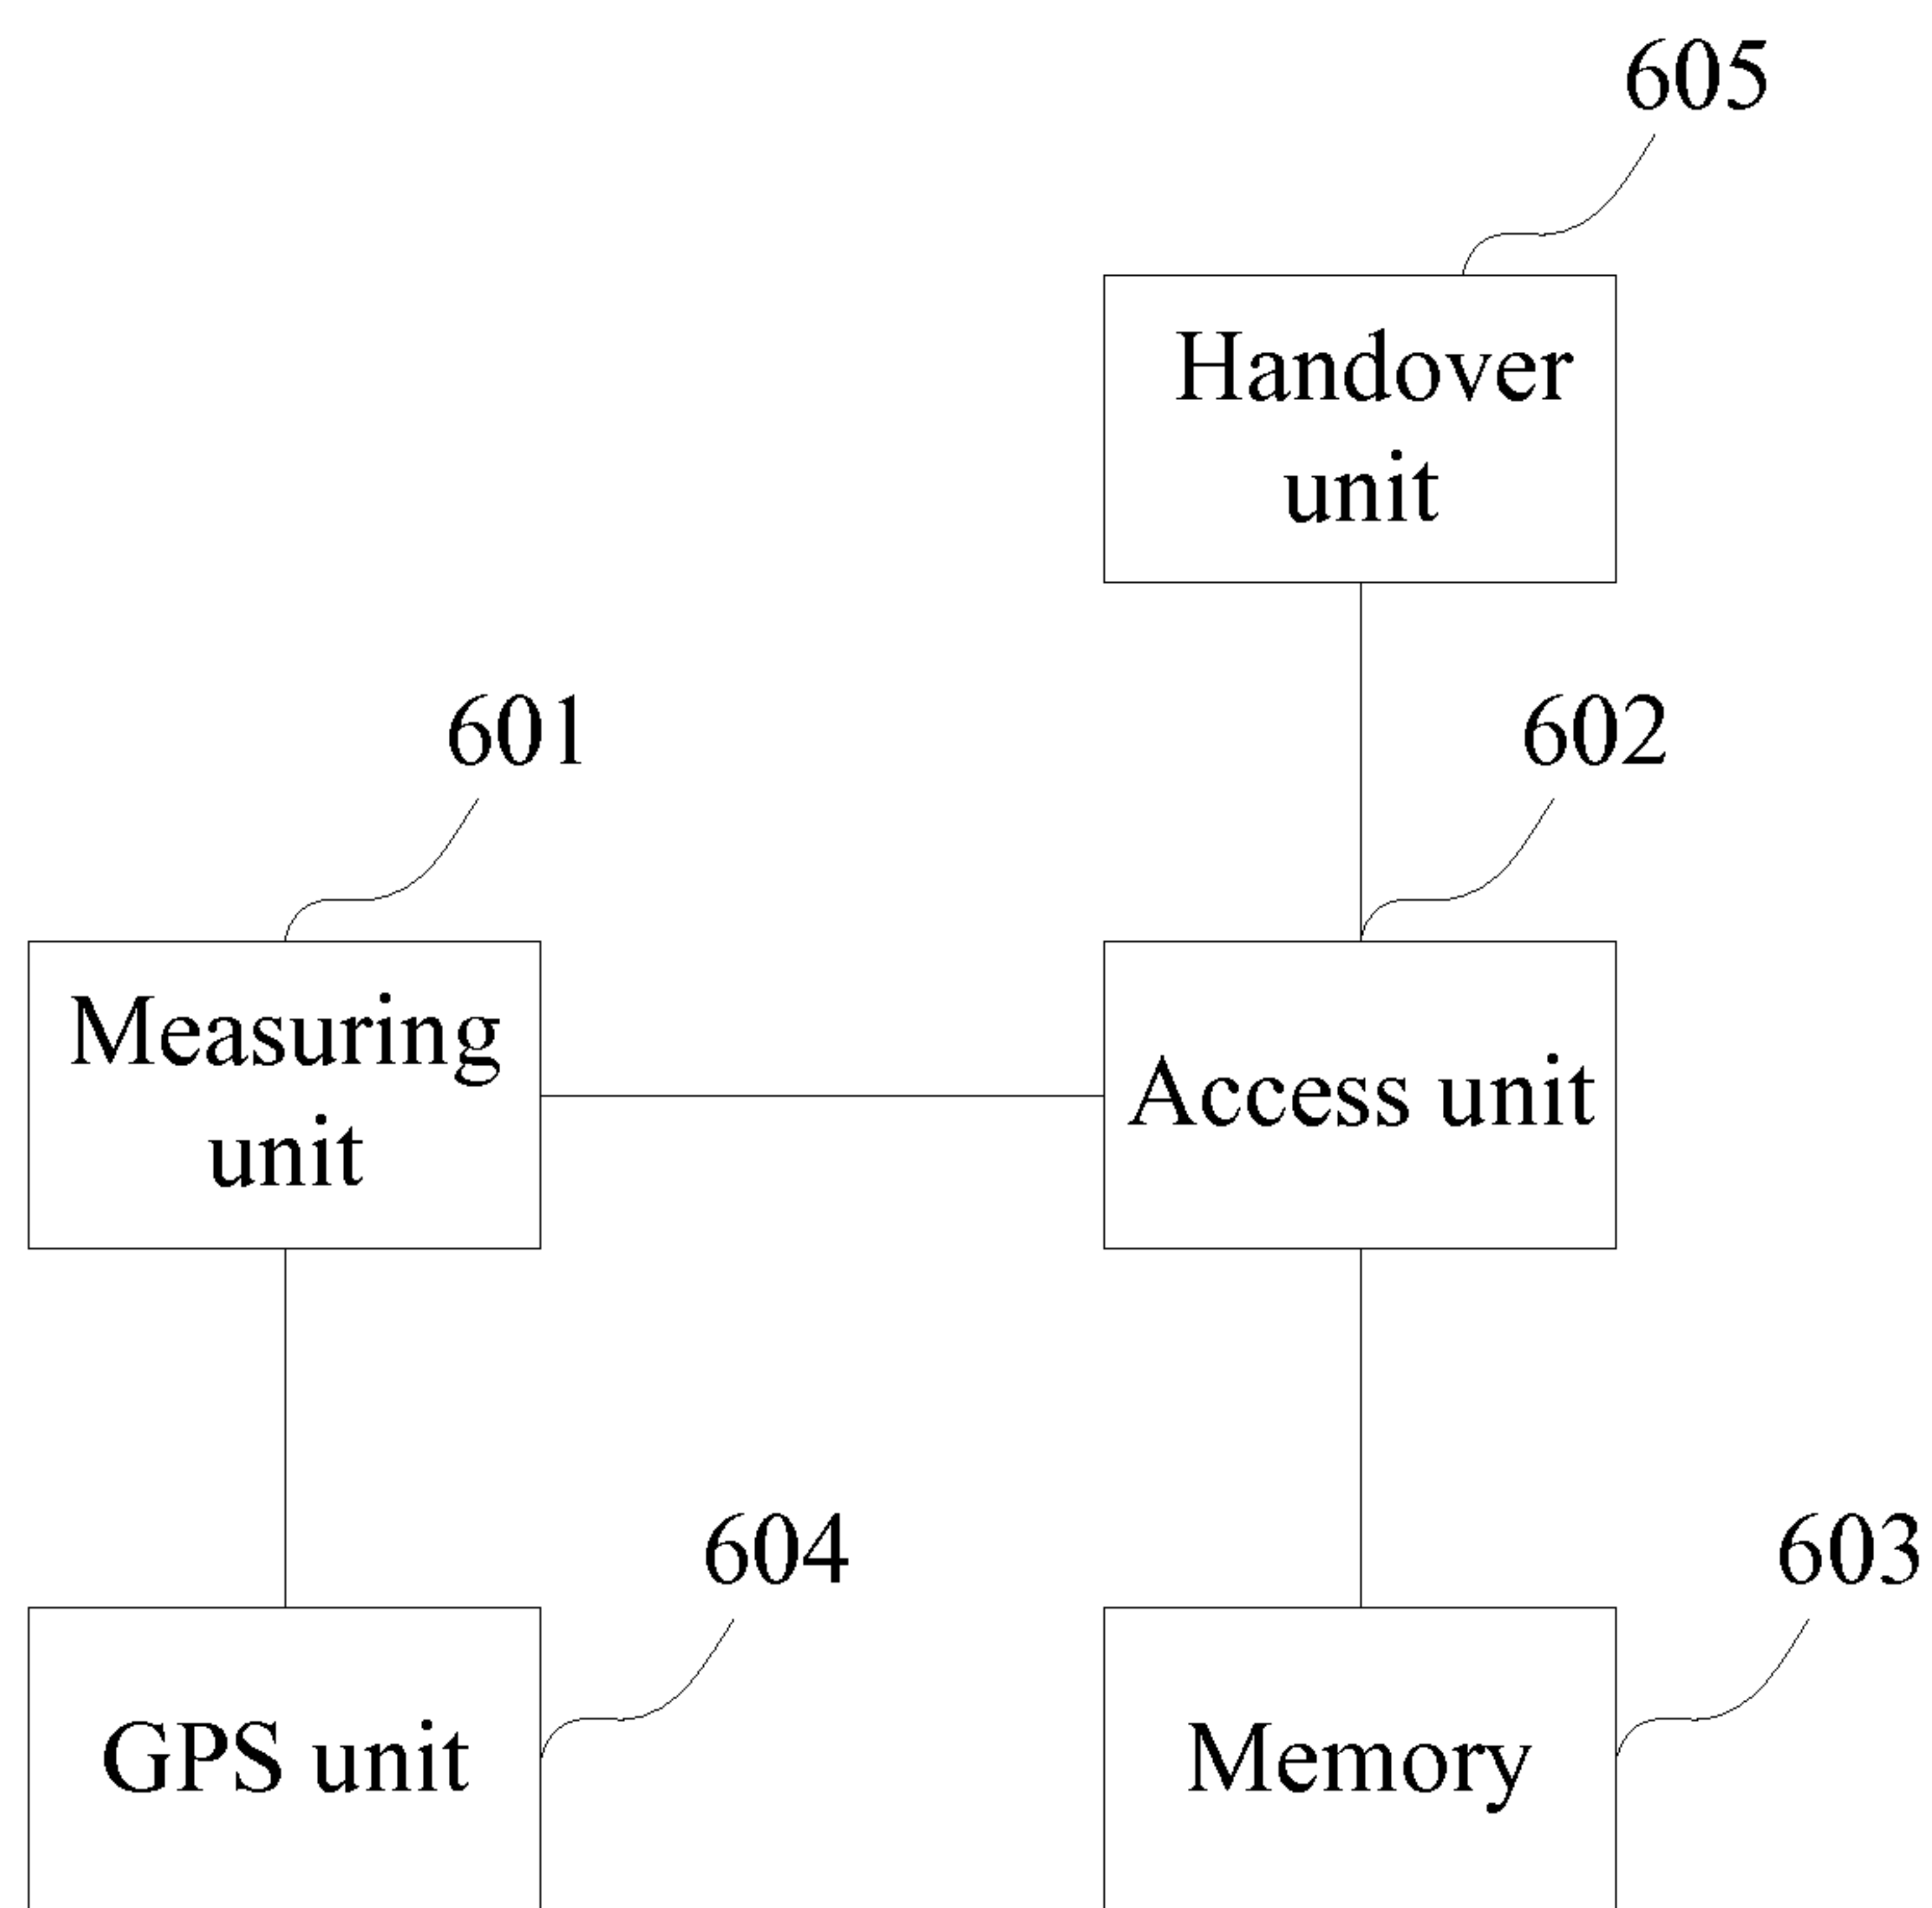 605
Handover
unit
601
602
Measuring
unit
Access unit
604
603
GPS unit
Memory